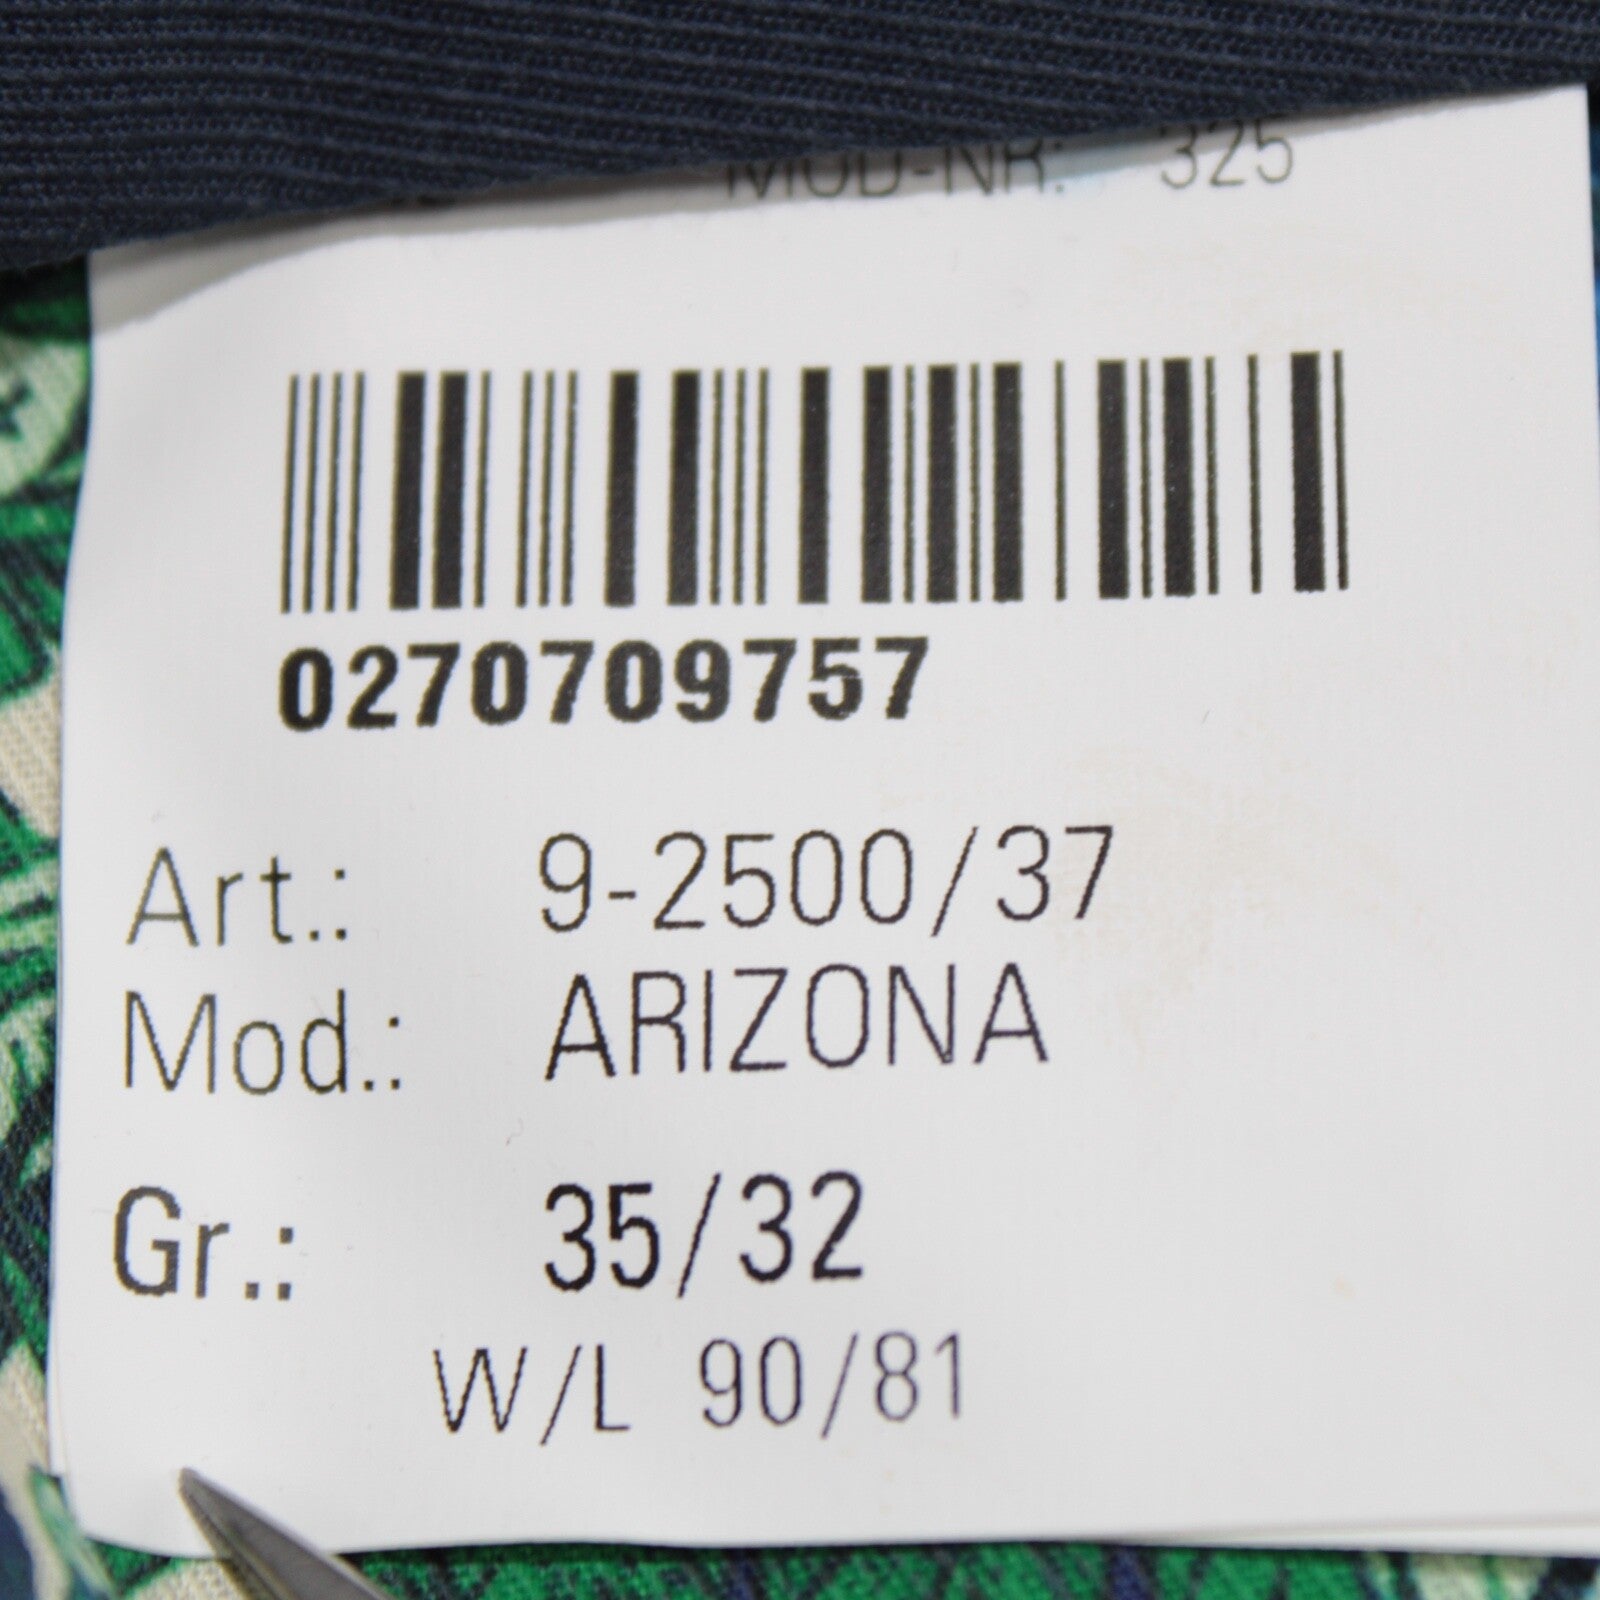 MOD-NR: 325
0270709757
Art.: 9-2500/37
Mod.: ARIZONA
Gr.: 35/32
W/L 90/81